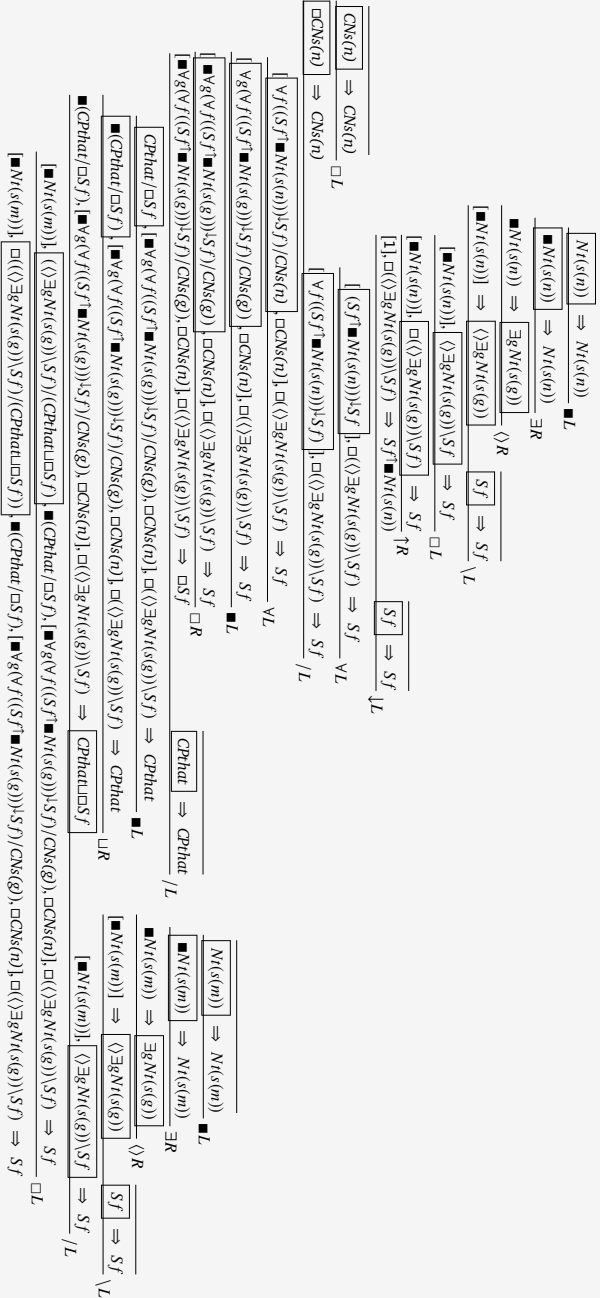 Nt(s(n)) ⇒ Nt(s(n))
■L
■Nt(s(n)) ⇒ Nt(s(n))
∃R
■Nt(s(n)) ⇒ ∃gNt(s(g))
⟨⟩R
[■Nt(s(n))] ⇒ ⟨⟩∃gNt(s(g)) Sf ⇒ Sf
\L
[■Nt(s(n))], ⟨⟩∃gNt(s(g))\Sf ⇒ Sf
□L
[■Nt(s(n))], □(⟨⟩∃gNt(s(g))\Sf) ⇒ Sf
↑R
[1], □(⟨⟩∃gNt(s(g))\Sf) ⇒ Sf↑■Nt(s(n)) Sf ⇒ Sf
↓L
CNs(n) ⇒ CNs(n) [(Sf↑■Nt(s(n)))↓Sf], □(⟨⟩∃gNt(s(g))\Sf) ⇒ Sf
□L ∀L
□CNs(n) ⇒ CNs(n) [∀f((Sf↑■Nt(s(n)))↓Sf)], □(⟨⟩∃gNt(s(g))\Sf) ⇒ Sf
/L
[∀f((Sf↑■Nt(s(n)))↓Sf)/CNs(n), □CNs(n)], □(⟨⟩∃gNt(s(g))\Sf) ⇒ Sf
∀L
[∀g(∀f((Sf↑■Nt(s(g)))↓Sf)/CNs(g)), □CNs(n)], □(⟨⟩∃gNt(s(g))\Sf) ⇒ Sf
■L
[■∀g(∀f((Sf↑■Nt(s(g)))↓Sf)/CNs(g)), □CNs(n)], □(⟨⟩∃gNt(s(g))\Sf) ⇒ Sf Nt(s(m)) ⇒ Nt(s(m))
□R ■L
[■∀g(∀f((Sf↑■Nt(s(g)))↓Sf)/CNs(g)), □CNs(n)], □(⟨⟩∃gNt(s(g))\Sf) ⇒ □Sf CPthat ⇒ CPthat ■Nt(s(m)) ⇒ Nt(s(m))
/L ∃R
CPthat/□Sf, [■∀g(∀f((Sf↑■Nt(s(g)))↓Sf)/CNs(g)), □CNs(n)], □(⟨⟩∃gNt(s(g))\Sf) ⇒ CPthat ■Nt(s(m)) ⇒ ∃gNt(s(g))
■L ⟨⟩R
■(CPthat/□Sf), [■∀g(∀f((Sf↑■Nt(s(g)))↓Sf)/CNs(g)), □CNs(n)], □(⟨⟩∃gNt(s(g))\Sf) ⇒ CPthat [■Nt(s(m))] ⇒ ⟨⟩∃gNt(s(g)) Sf ⇒ Sf
⊔R \L
■(CPthat/□Sf), [■∀g(∀f((Sf↑■Nt(s(g)))↓Sf)/CNs(g)), □CNs(n)], □(⟨⟩∃gNt(s(g))\Sf) ⇒ CPthat⊔□Sf [■Nt(s(m))], ⟨⟩∃gNt(s(g))\Sf ⇒ Sf
/L
[■Nt(s(m))], (⟨⟩∃gNt(s(g))\Sf)/(CPthat⊔□Sf), ■(CPthat/□Sf), [■∀g(∀f((Sf↑■Nt(s(g)))↓Sf)/CNs(g)), □CNs(n)], □(⟨⟩∃gNt(s(g))\Sf) ⇒ Sf
□L
[■Nt(s(m))], □((⟨⟩∃gNt(s(g))\Sf)/(CPthat⊔□Sf)), ■(CPthat/□Sf), [■∀g(∀f((Sf↑■Nt(s(g)))↓Sf)/CNs(g)), □CNs(n)], □(⟨⟩∃gNt(s(g))\Sf) ⇒ Sf